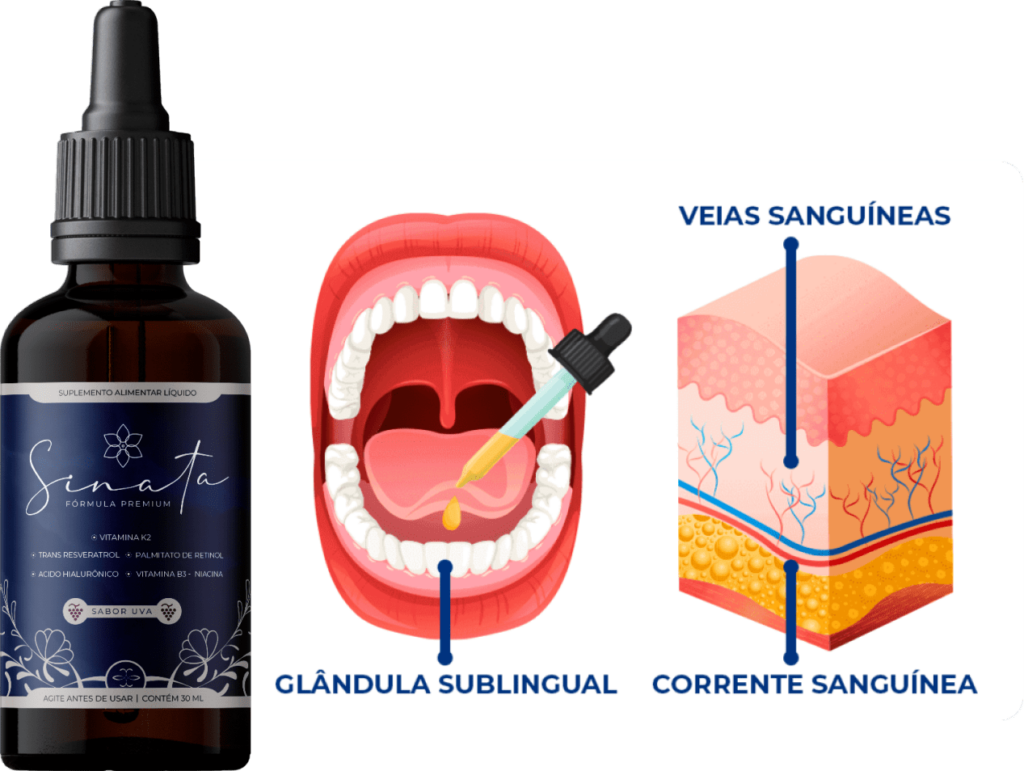 SUPLEMENTO ALIMENTAR LÍQUIDO
Sinata
FÓRMULA PREMIUM
VITAMINA K2
TRANS RESVERATROL PALMITATO DE RETINOL
ACIDO HIALURÔNICO VITAMINA B3 - NIACINA
SABOR UVA
AGITE ANTES DE USAR | CONTÉM 30 ML
GLÂNDULA SUBLINGUAL
VEIAS SANGUÍNEAS
CORRENTE SANGUÍNEA